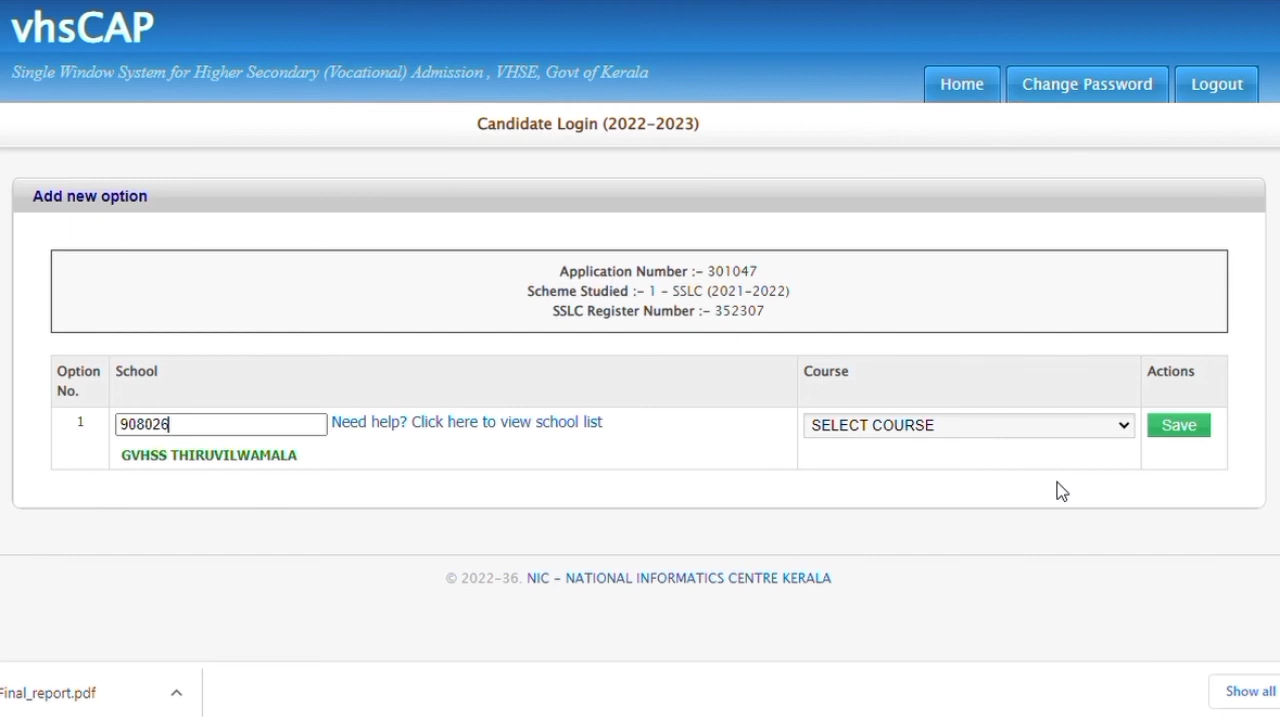 vhsCAP
Single Window System for Higher Secondary (Vocational) Admission , VHSE, Govt of Kerala
Home
Change Password
Logout
Candidate Login (2022-2023)
Add new option
Application Number :- 301047
Scheme Studied :- 1 - SSLC (2021-2022)
SSLC Register Number :- 352307
Option No.
School
Course
Actions
1
908026
Need help? Click here to view school list
SELECT COURSE
Save
GVHSS THIRUVILWAMALA
© 2022-36. NIC - NATIONAL INFORMATICS CENTRE KERALA
Final_report.pdf
Show all